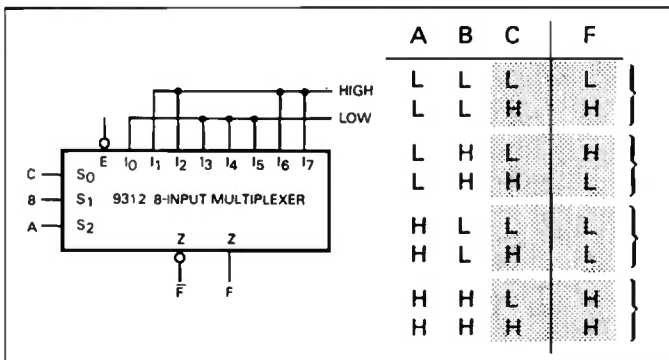 A B C F
HIGH
LOW
E I0 I1 I2 I3 I4 I5 I6 I7
C S0
B S1 9312 8-INPUT MULTIPLEXER
A S2
Z Z
F̅ F
L L L L
L L H H
L H L H
L H H L
H L L L
H L H L
H H L H
H H H H